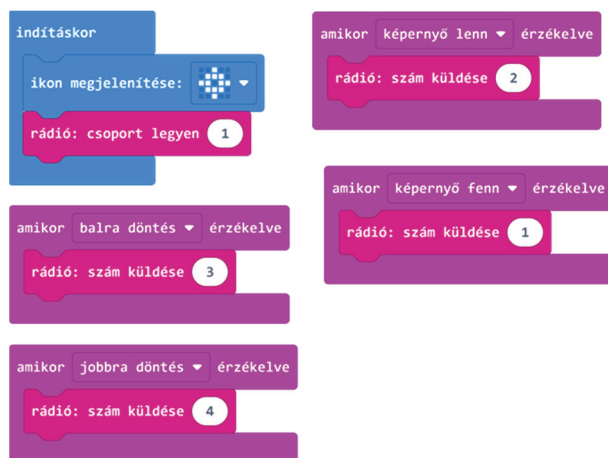 indításkor
ikon megjelenítése:
rádió: csoport legyen 1
amikor balra döntés érzékelve
rádió: szám küldése 3
amikor jobbra döntés érzékelve
rádió: szám küldése 4
amikor képernyő lenn érzékelve
rádió: szám küldése 2
amikor képernyő fenn érzékelve
rádió: szám küldése 1